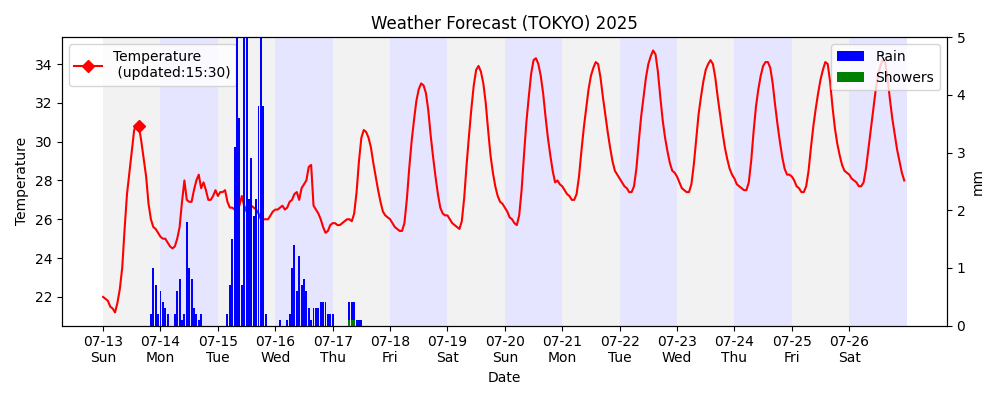 Weather Forecast (TOKYO) 2025
Temperature
(updated:15:30)
Rain
Showers
Temperature
34
32
30
28
26
24
22
5
4
3
2
1
0
mm
07-13 07-14 07-15 07-16 07-17 07-18 07-19 07-20 07-21 07-22 07-23 07-24 07-25 07-26
Sun Mon Tue Wed Thu Fri Sat Sun Mon Tue Wed Thu Fri Sat
Date